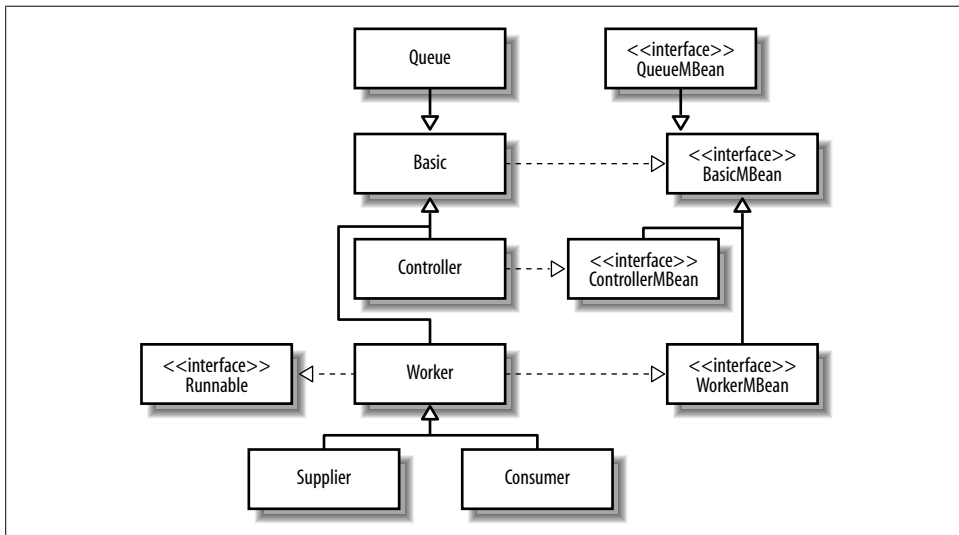 Queue
<<interface>>
QueueMBean
Basic
<<interface>>
BasicMBean
Controller
<<interface>>
ControllerMBean
<<interface>>
Runnable
Worker
<<interface>>
WorkerMBean
Supplier
Consumer